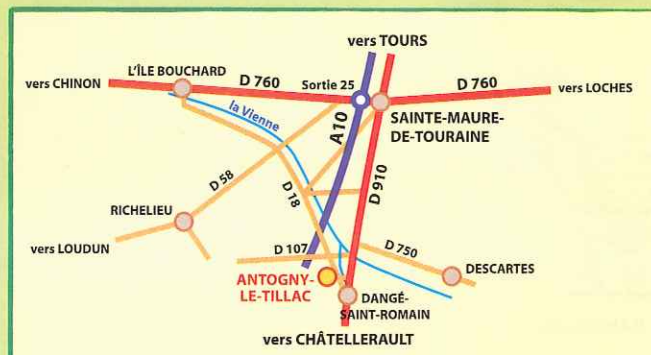 vers TOURS
L'ÎLE BOUCHARD
vers CHINON
D 760
Sortie 25
D 760
vers LOCHES
la Vienne
A10
SAINTE-MAURE-
DE-TOURAINE
D 58
D 18
D 910
RICHELIEU
vers LOUDUN
D 107
D 750
ANTOGNY-
LE-TILLAC
DESCARTES
DANGÉ-
SAINT-ROMAIN
vers CHÂTELLERAULT